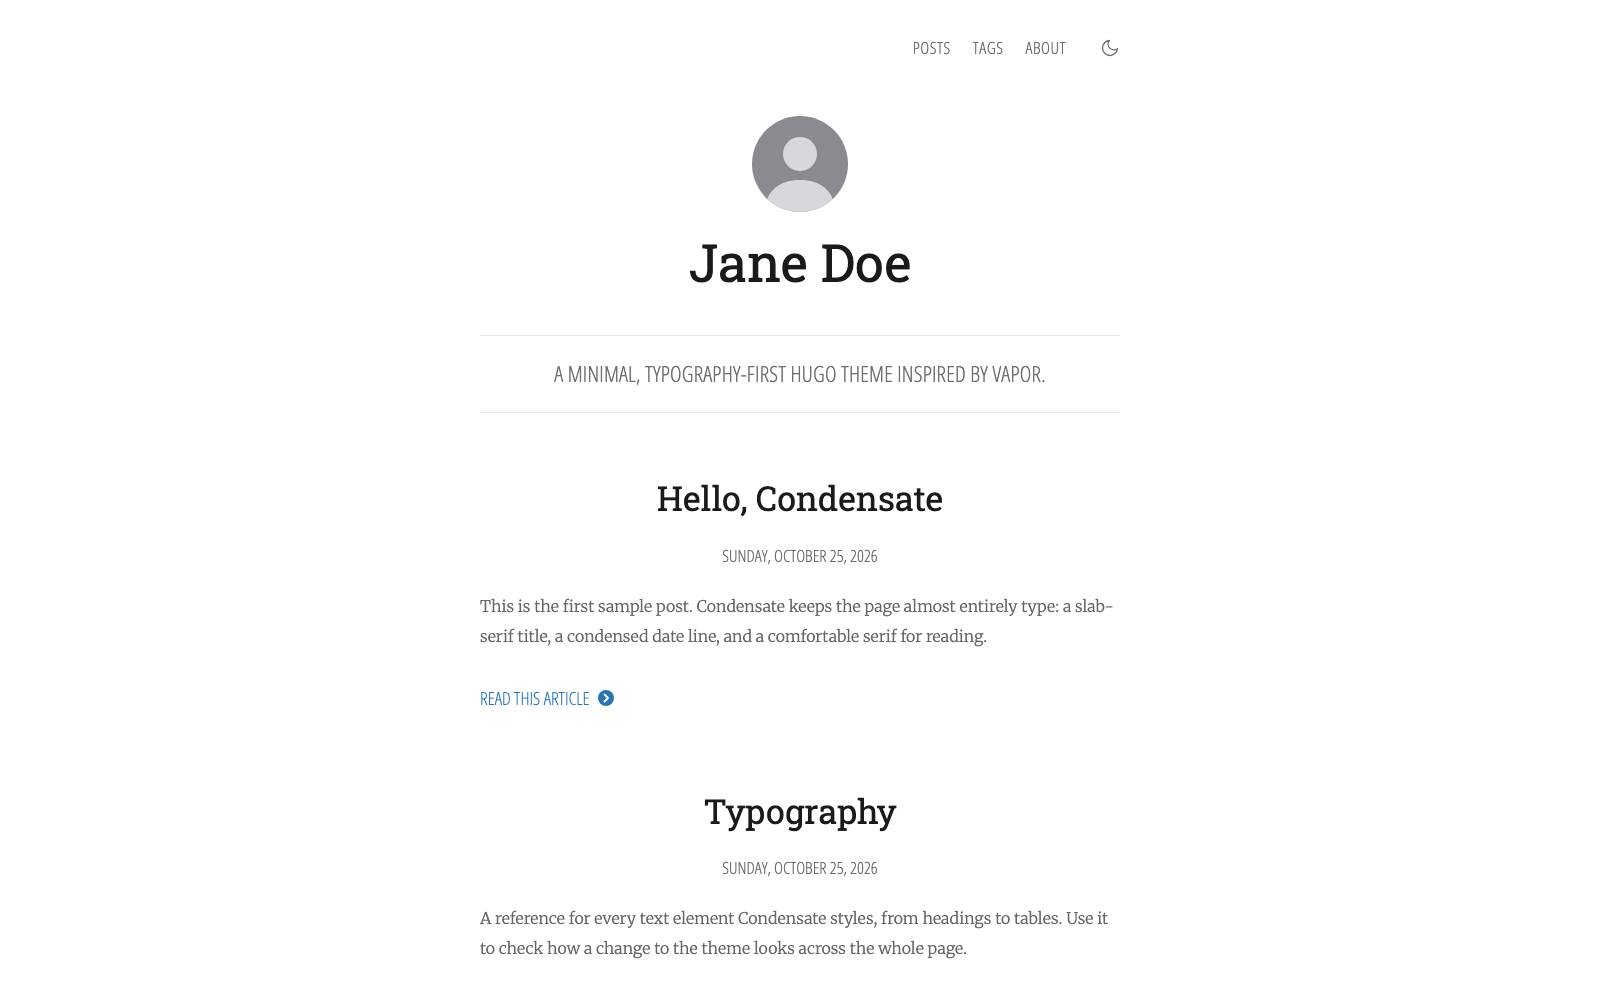 POSTS TAGS ABOUT
Jane Doe
A MINIMAL, TYPOGRAPHY-FIRST HUGO THEME INSPIRED BY VAPOR.
Hello, Condensate
SUNDAY, OCTOBER 25, 2026
This is the first sample post. Condensate keeps the page almost entirely type: a slab-
serif title, a condensed date line, and a comfortable serif for reading.
READ THIS ARTICLE
Typography
SUNDAY, OCTOBER 25, 2026
A reference for every text element Condensate styles, from headings to tables. Use it
to check how a change to the theme looks across the whole page.